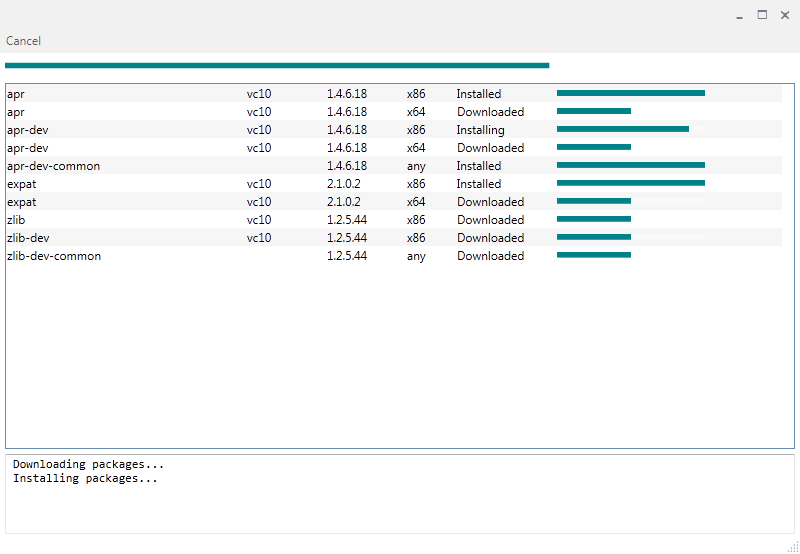 Cancel
apr vc10 1.4.6.18 x86 Installed
apr vc10 1.4.6.18 x64 Downloaded
apr-dev vc10 1.4.6.18 x86 Installing
apr-dev vc10 1.4.6.18 x64 Downloaded
apr-dev-common 1.4.6.18 any Installed
expat vc10 2.1.0.2 x86 Installed
expat vc10 2.1.0.2 x64 Downloaded
zlib vc10 1.2.5.44 x86 Downloaded
zlib-dev vc10 1.2.5.44 x86 Downloaded
zlib-dev-common 1.2.5.44 any Downloaded
Downloading packages...
Installing packages...